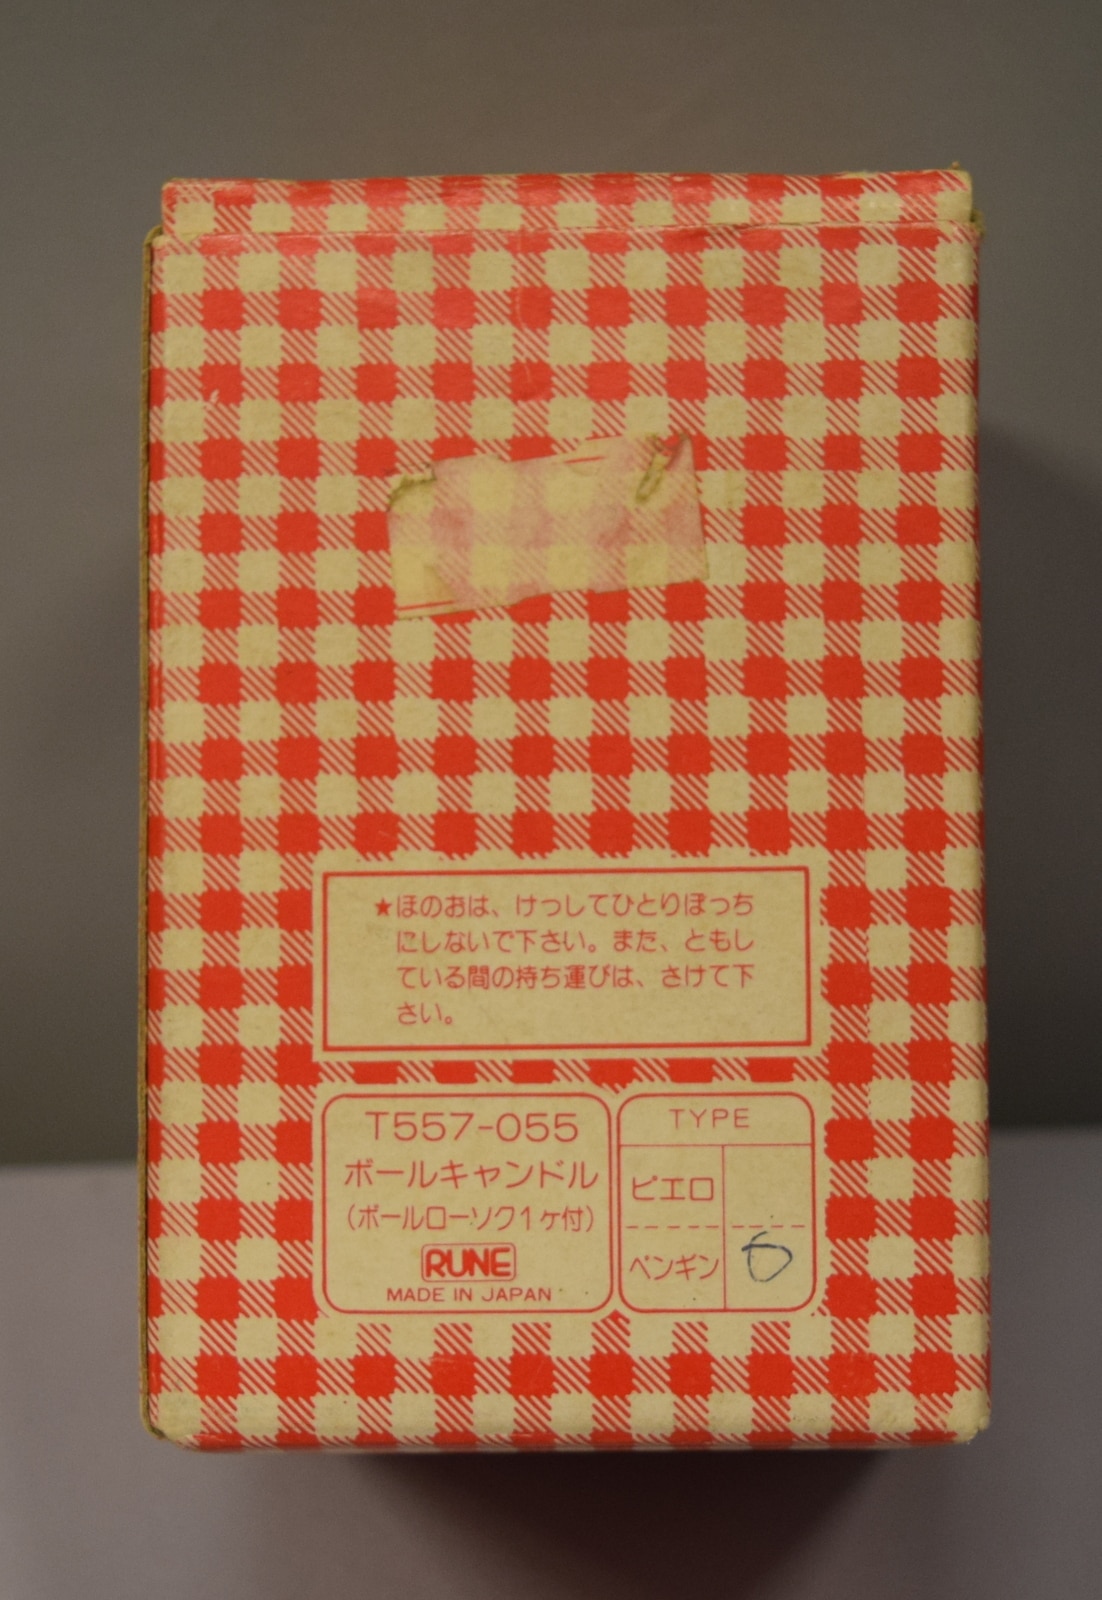 ★ほのおは、けっしてひとりぼっち
にしないで下さい。また、ともし
ている間の持ち運びは、さけて下
さい。
T557-055
ボールキャンドル
(ボールローソク1ヶ付)
RUNE
MADE IN JAPAN
TYPE
ピエロ
ペンギン ○